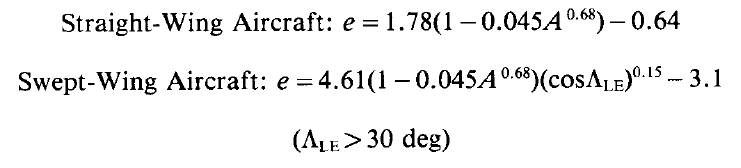 Straight-Wing Aircraft: e = 1.78(1 − 0.045A^0.68) − 0.64
Swept-Wing Aircraft: e = 4.61(1 − 0.045A^0.68)(cosΛ_LE)^0.15 − 3.1
(Λ_LE > 30 deg)